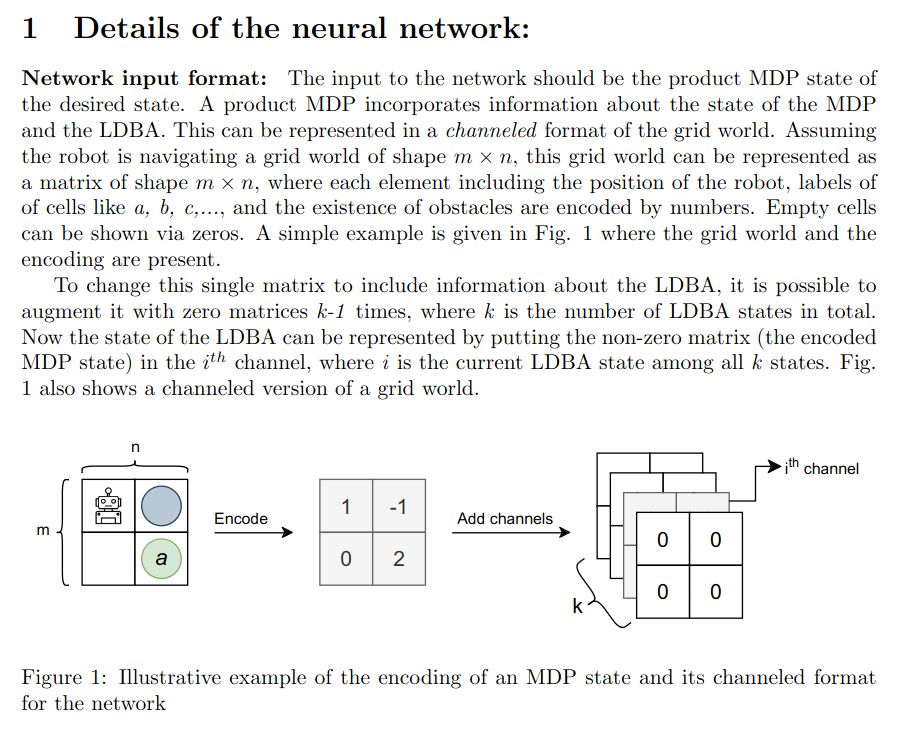 1 Details of the neural network:
Network input format: The input to the network should be the product MDP state of
the desired state. A product MDP incorporates information about the state of the MDP
and the LDBA. This can be represented in a channeled format of the grid world. Assuming
the robot is navigating a grid world of shape m × n, this grid world can be represented as
a matrix of shape m × n, where each element including the position of the robot, labels of
of cells like a, b, c,..., and the existence of obstacles are encoded by numbers. Empty cells
can be shown via zeros. A simple example is given in Fig. 1 where the grid world and the
encoding are present.
To change this single matrix to include information about the LDBA, it is possible to
augment it with zero matrices k-1 times, where k is the number of LDBA states in total.
Now the state of the LDBA can be represented by putting the non-zero matrix (the encoded
MDP state) in the i^th channel, where i is the current LDBA state among all k states. Fig.
1 also shows a channeled version of a grid world.
n
m
a
Encode
1 -1
0 2
Add channels
i^th channel
0 0
0 0
k
Figure 1: Illustrative example of the encoding of an MDP state and its channeled format
for the network